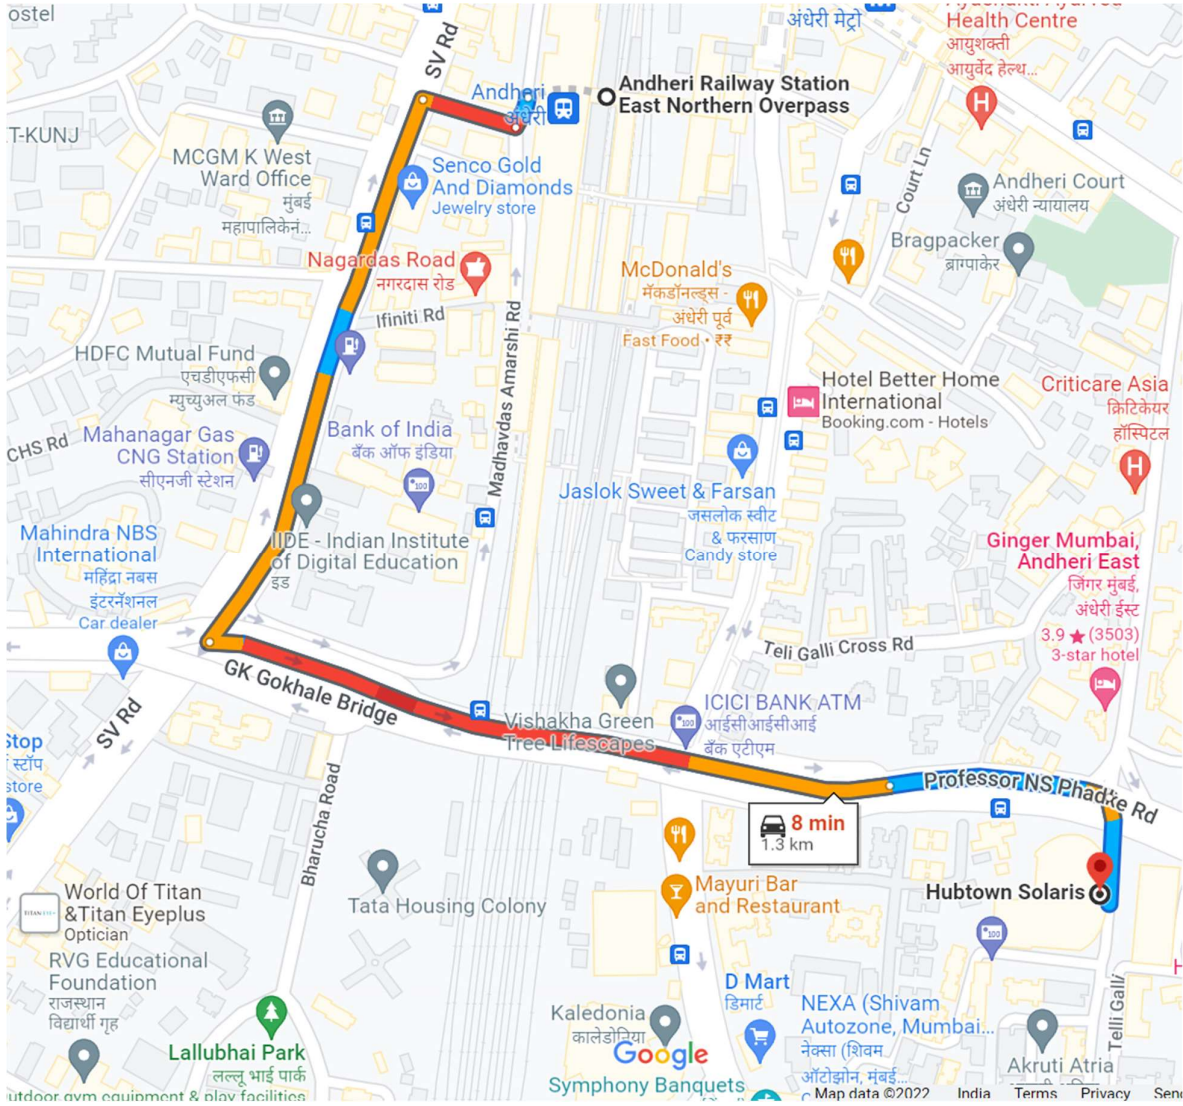 ostel
SV Rd
अंधेरी मेट्रो
Health Centre
आयुशक्ती
आयुर्वेद हेल्थ...
Andheri
अंधेरी
Andheri Railway Station
East Northern Overpass
T-KUNJ
MCGM K West
Ward Office
मुंबई
महापालिकेनं...
Senco Gold
And Diamonds
Jewelry store
Court Ln
Andheri Court
अंधेरी न्यायालय
Bragpacker
ब्राग्पाकेर
Nagardas Road
नगरदास रोड
McDonald's
मॅकडॉनल्ड्स -
अंधेरी पूर्व
Fast Food • ₹₹
Ifiniti Rd
Madhavdas Amarshi Rd
HDFC Mutual Fund
एचडीएफसी
म्युच्युअल फंड
Hotel Better Home
International
Booking.com - Hotels
Criticare Asia
क्रिटिकेयर
हॉस्पिटल
CHS Rd
Mahanagar Gas
CNG Station
सीएनजी स्टेशन
Bank of India
बँक ऑफ इंडिया
Jaslok Sweet & Farsan
जसलोक स्वीट
& फरसाण
Candy store
Mahindra NBS
International
महिंद्रा नबस
इंटरनॅशनल
Car dealer
IIDE - Indian Institute
of Digital Education
इड
Ginger Mumbai,
Andheri East
जिंगर मुंबई,
अंधेरी ईस्ट
3.9 ★ (3503)
3-star hotel
Teli Galli Cross Rd
GK Gokhale Bridge
SV Rd
Vishakha Green
Tree Lifescapes
ICICI BANK ATM
आईसीआईसीआई
बँक एटीएम
Stop
स्टॉप
store
Bharucha Road
Professor NS Phadke Rd
8 min
1.3 km
Hubtown Solaris
World Of Titan
&Titan Eyeplus
Optician
Tata Housing Colony
Mayuri Bar
and Restaurant
RVG Educational
Foundation
राजस्थान
विद्यार्थी गृह
D Mart
डिमार्ट
NEXA (Shivam
Autozone, Mumbai...
नेक्सा (शिवम
ऑटोझोन, मुंबई...
Telli Galli
Kaledonia
कालेडोनिया
Akruti Atria
Lallubhai Park
लल्लू भाई पार्क
utdoor gym equipment & play facilities
Google
Symphony Banquets
Map data ©2022 India Terms Privacy Send